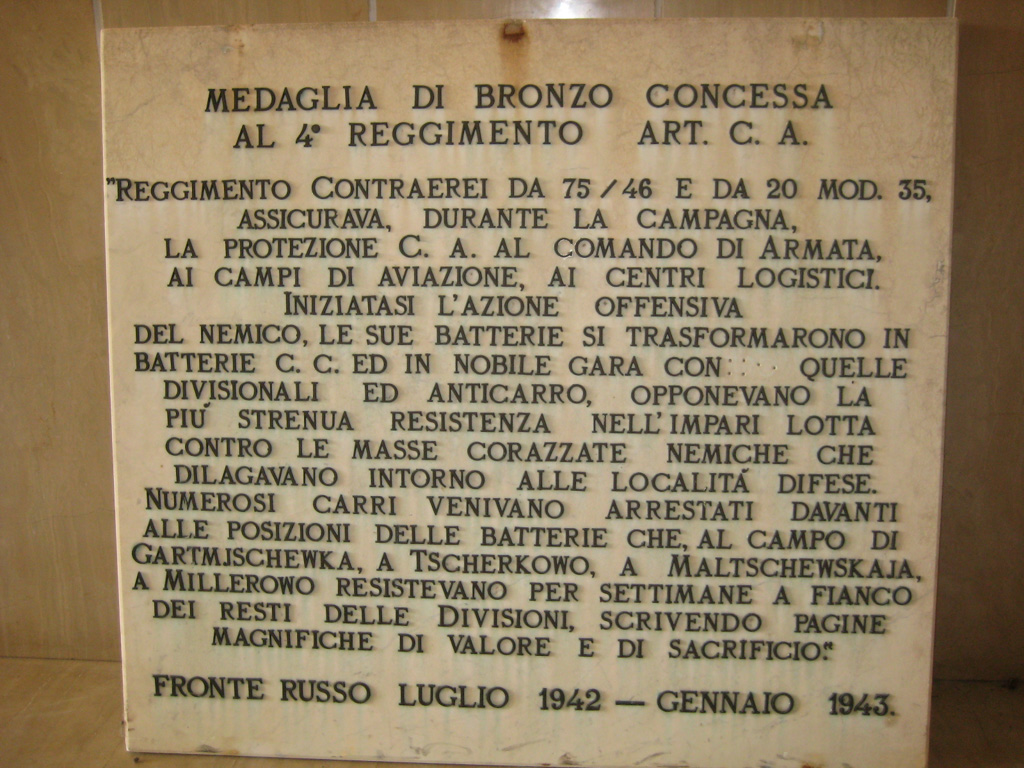 MEDAGLIA DI BRONZO CONCESSA
AL 4° REGGIMENTO ART. C. A.
"REGGIMENTO CONTRAEREI DA 75/46 E DA 20 MOD. 35,
ASSICURAVA, DURANTE LA CAMPAGNA,
LA PROTEZIONE C. A. AL COMANDO DI ARMATA,
AI CAMPI DI AVIAZIONE, AI CENTRI LOGISTICI.
INIZIATASI L'AZIONE OFFENSIVA
DEL NEMICO, LE SUE BATTERIE SI TRASFORMARONO IN
BATTERIE C. C. ED IN NOBILE GARA CON QUELLE
DIVISIONALI ED ANTICARRO, OPPONEVANO LA
PIÚ STRENUA RESISTENZA NELL'IMPARI LOTTA
CONTRO LE MASSE CORAZZATE NEMICHE CHE
DILAGAVANO INTORNO ALLE LOCALITÁ DIFESE.
NUMEROSI CARRI VENIVANO ARRESTATI DAVANTI
ALLE POSIZIONI DELLE BATTERIE CHE, AL CAMPO DI
GARTMJSCHEWKA, A TSCHERKOWO, A MALTSCHEWSKAJA,
A MILLEROWO RESISTEVANO PER SETTIMANE A FIANCO
DEI RESTI DELLE DIVISIONI, SCRIVENDO PAGINE
MAGNIFICHE DI VALORE E DI SACRIFICIO."
FRONTE RUSSO LUGLIO 1942 — GENNAIO 1943.